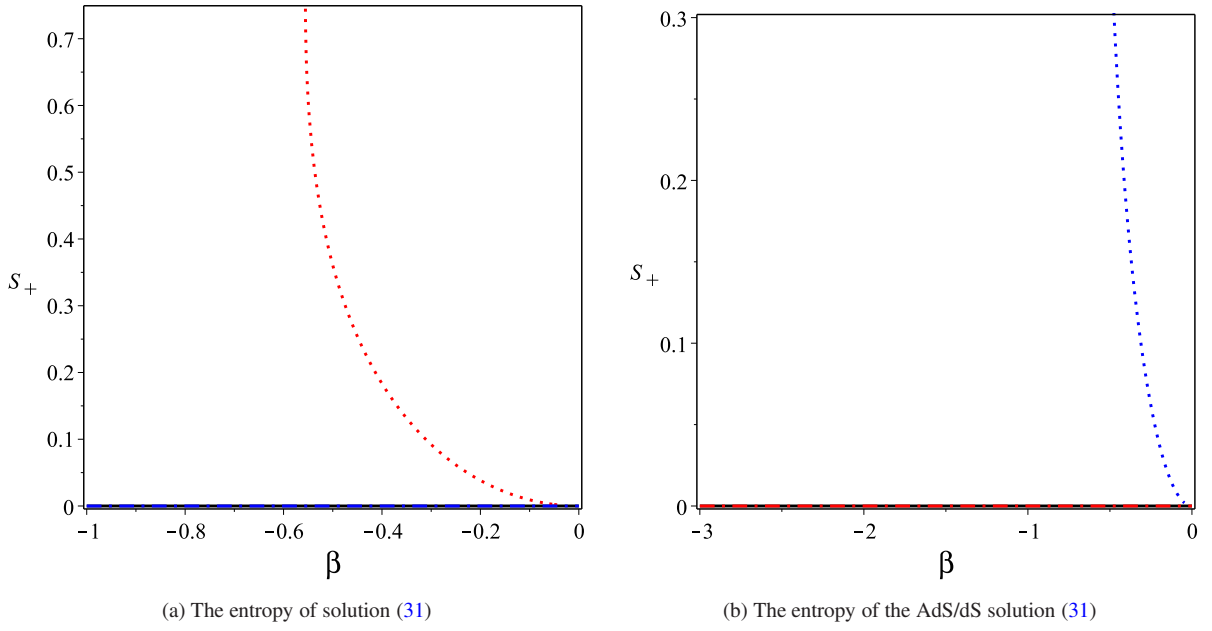 0.7
0.6
0.5
0.4
S+
0.3
0.2
0.1
0
−1 −0.8 −0.6 −0.4 −0.2 0
β
(a) The entropy of solution (31)
0.3
0.2
S+
0.1
0
−3 −2 −1 0
β
(b) The entropy of the AdS/dS solution (31)